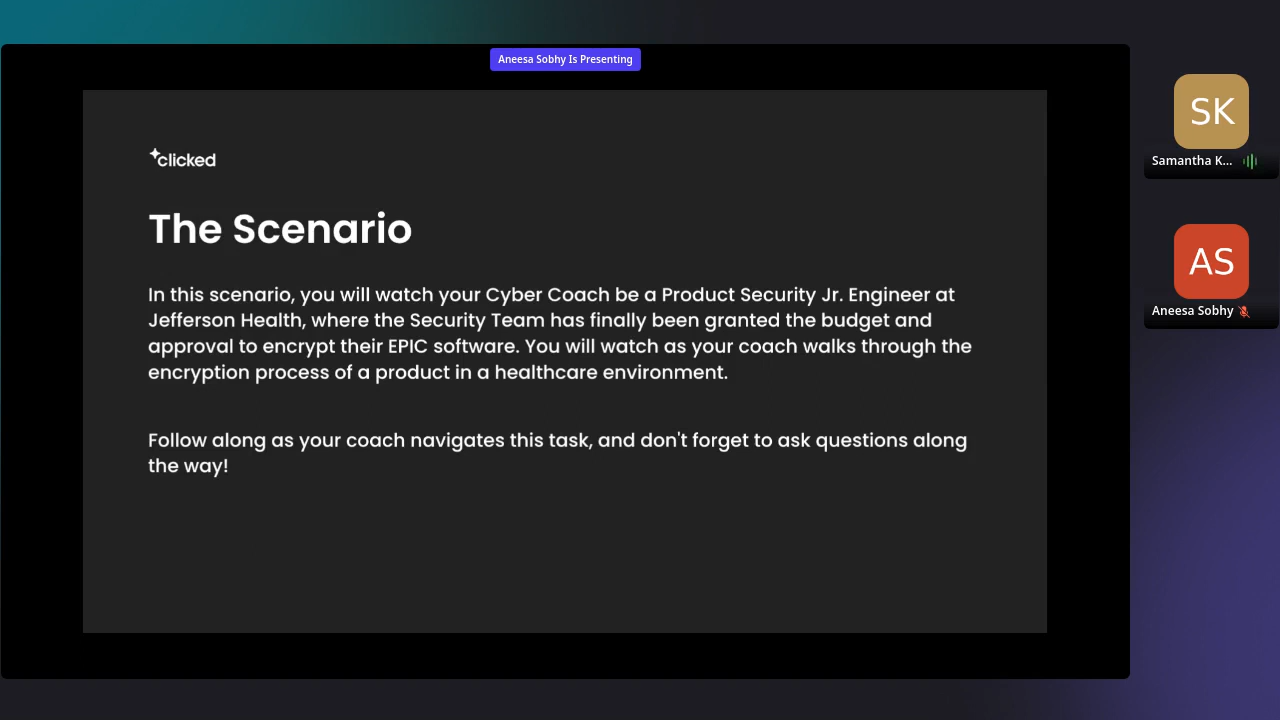 Aneesa Sobhy Is Presenting
clicked
The Scenario
In this scenario, you will watch your Cyber Coach be a Product Security Jr. Engineer at
Jefferson Health, where the Security Team has finally been granted the budget and
approval to encrypt their EPIC software. You will watch as your coach walks through the
encryption process of a product in a healthcare environment.
Follow along as your coach navigates this task, and don't forget to ask questions along
the way!
SK
Samantha K...
AS
Aneesa Sobhy